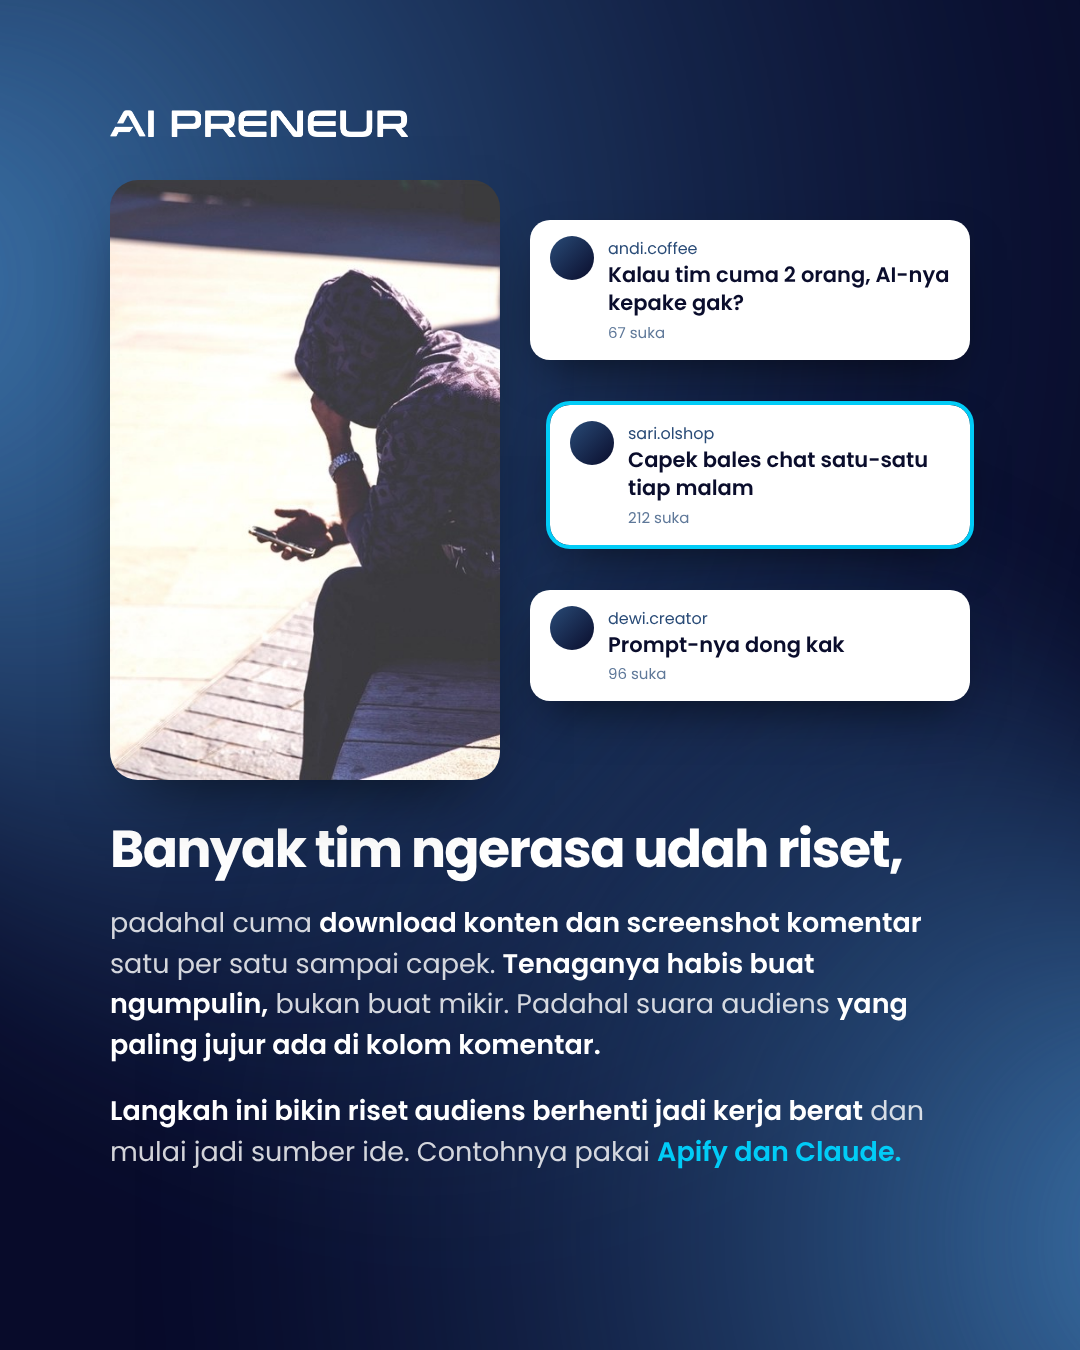 AI PRENEUR
andi.coffee
Kalau tim cuma 2 orang, AI-nya
kepake gak?
67 suka
sari.olshop
Capek bales chat satu-satu
tiap malam
212 suka
dewi.creator
Prompt-nya dong kak
96 suka
Banyak tim ngerasa udah riset,
padahal cuma download konten dan screenshot komentar
satu per satu sampai capek. Tenaganya habis buat
ngumpulin, bukan buat mikir. Padahal suara audiens yang
paling jujur ada di kolom komentar.
Langkah ini bikin riset audiens berhenti jadi kerja berat dan
mulai jadi sumber ide. Contohnya pakai Apify dan Claude.